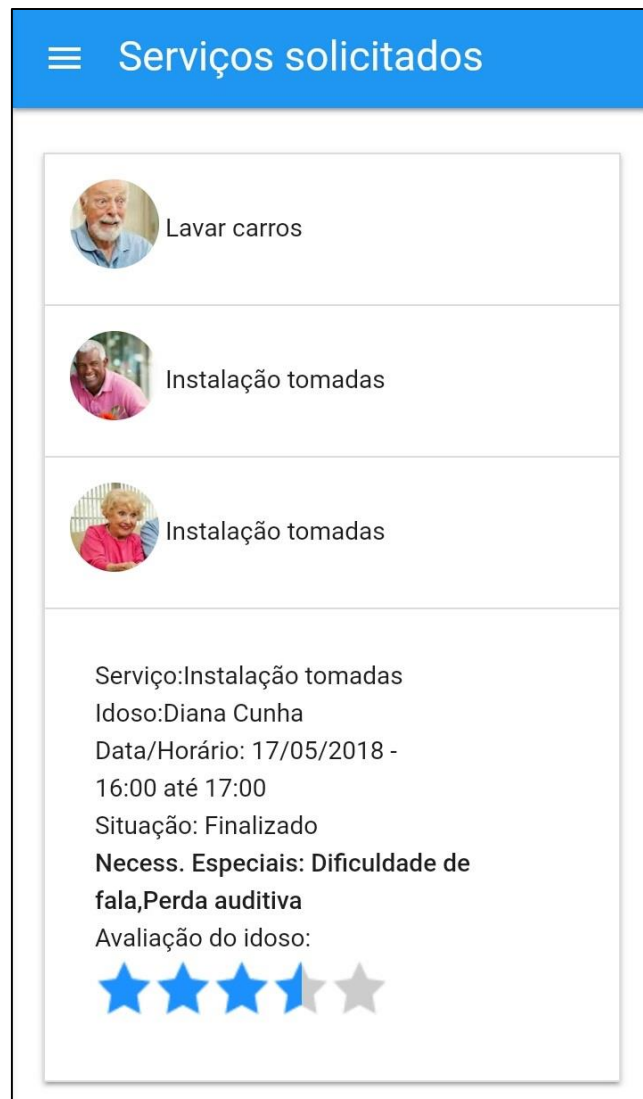 Serviços solicitados
Lavar carros
Instalação tomadas
Instalação tomadas
Serviço:Instalação tomadas
Idoso:Diana Cunha
Data/Horário: 17/05/2018 -
16:00 até 17:00
Situação: Finalizado
Necess. Especiais: Dificuldade de
fala,Perda auditiva
Avaliação do idoso: